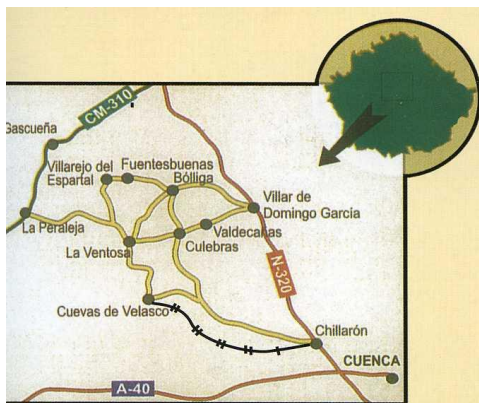 CM-310
Gascueña
Villarejo del
Espartal
Fuentesbuenas
Bólliga
Villar de
Domingo García
La Peraleja
Valdecañas
La Ventosa
Culebras
N-320
Cuevas de Velasco
Chillarón
CUENCA
A-40